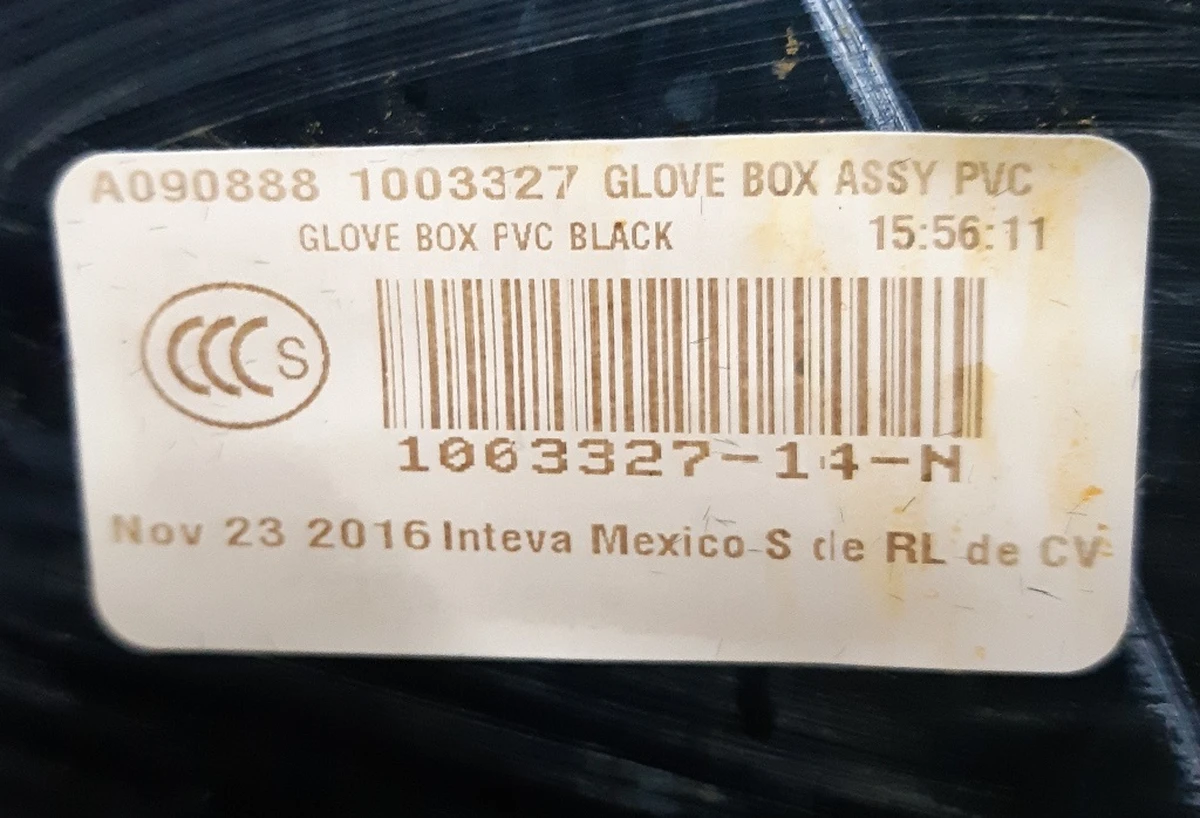 A090888 1003327 GLOVE BOX ASSY PVC
GLOVE BOX PVC BLACK 15:56:11
CCC S
1003327-14-N
Nov 23 2016 Inteva Mexico S de RL de CV